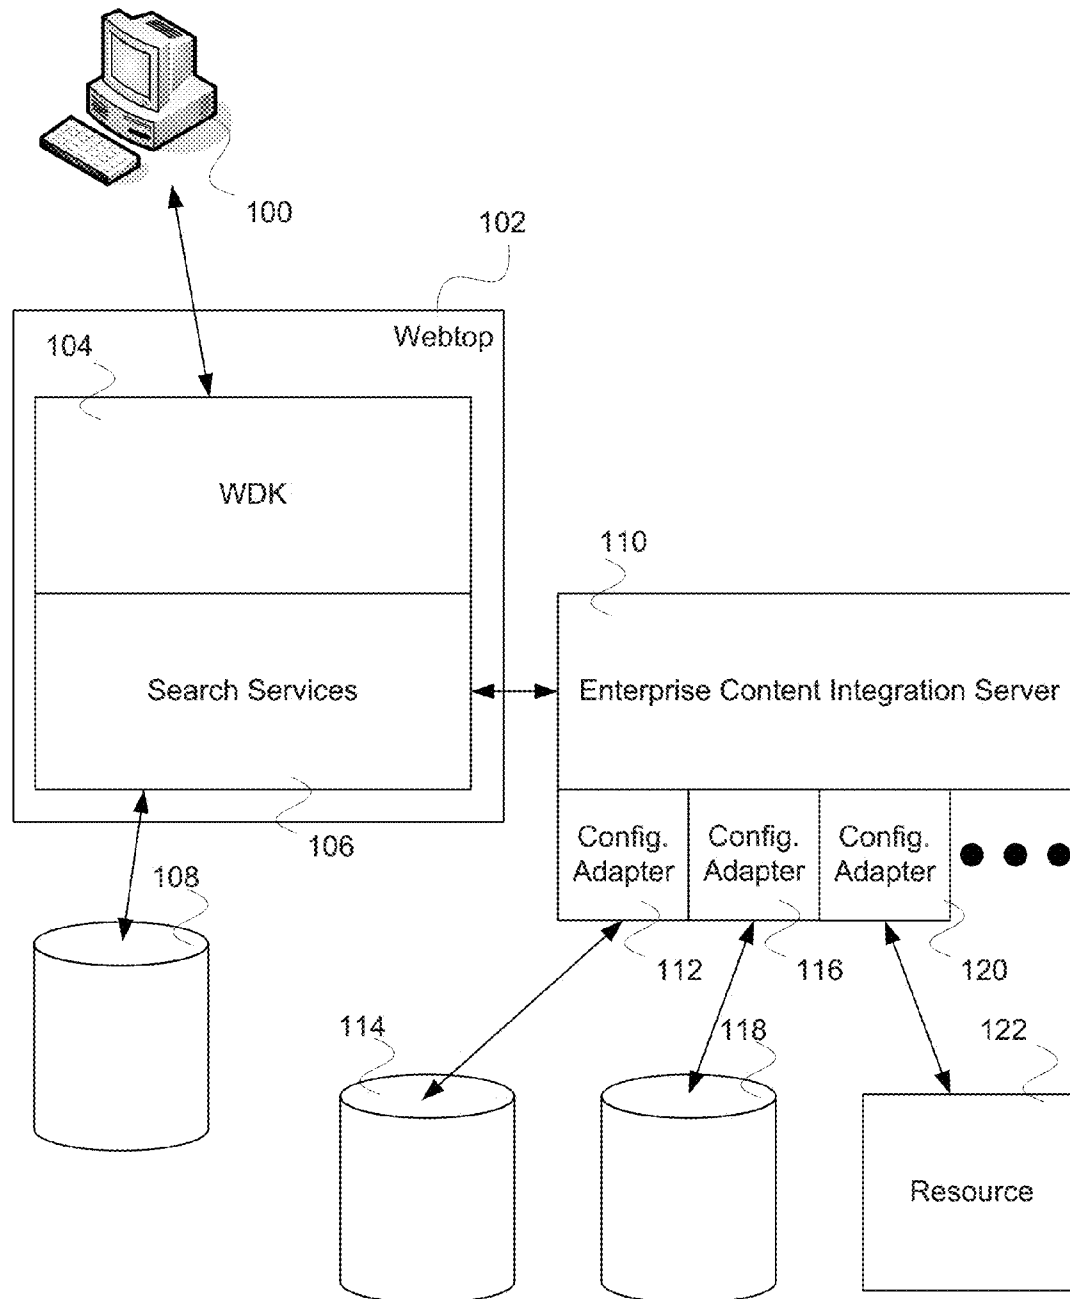 100
102
Webtop
104
WDK
110
Search Services
Enterprise Content Integration Server
106
Config.
Adapter
Config.
Adapter
Config.
Adapter
108
112
116
120
114
118
122
Resource